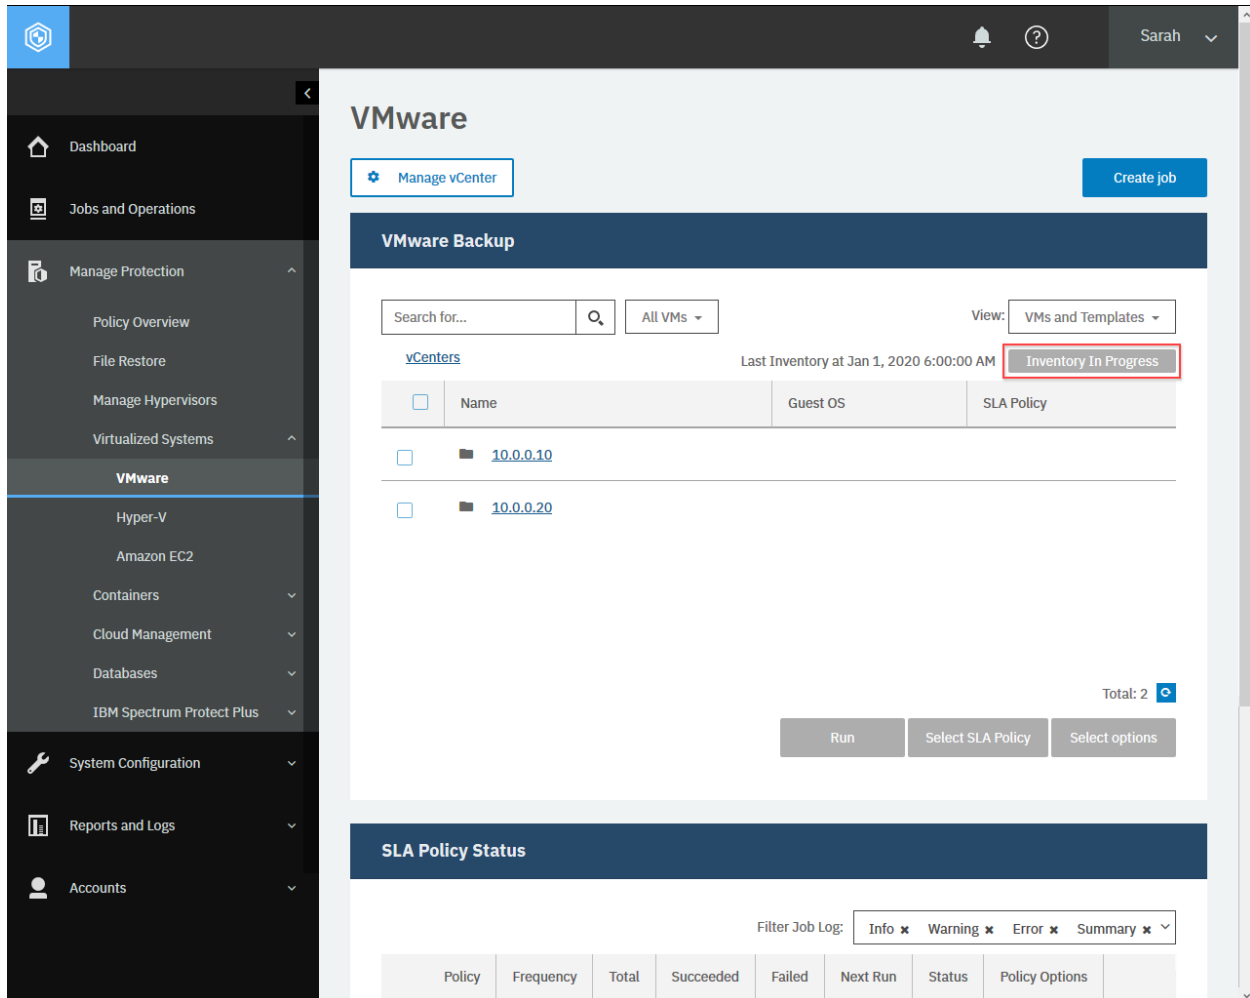 Sarah
Dashboard
Jobs and Operations
Manage Protection
Policy Overview
File Restore
Manage Hypervisors
Virtualized Systems
VMware
Hyper-V
Amazon EC2
Containers
Cloud Management
Databases
IBM Spectrum Protect Plus
System Configuration
Reports and Logs
Accounts
VMware
Manage vCenter
Create job
VMware Backup
Search for...
All VMs
View: VMs and Templates
vCenters
Last Inventory at Jan 1, 2020 6:00:00 AM Inventory In Progress
Name Guest OS SLA Policy
10.0.0.10
10.0.0.20
Total: 2
Run Select SLA Policy Select options
SLA Policy Status
Filter Job Log: Info × Warning × Error × Summary ×
Policy Frequency Total Succeeded Failed Next Run Status Policy Options